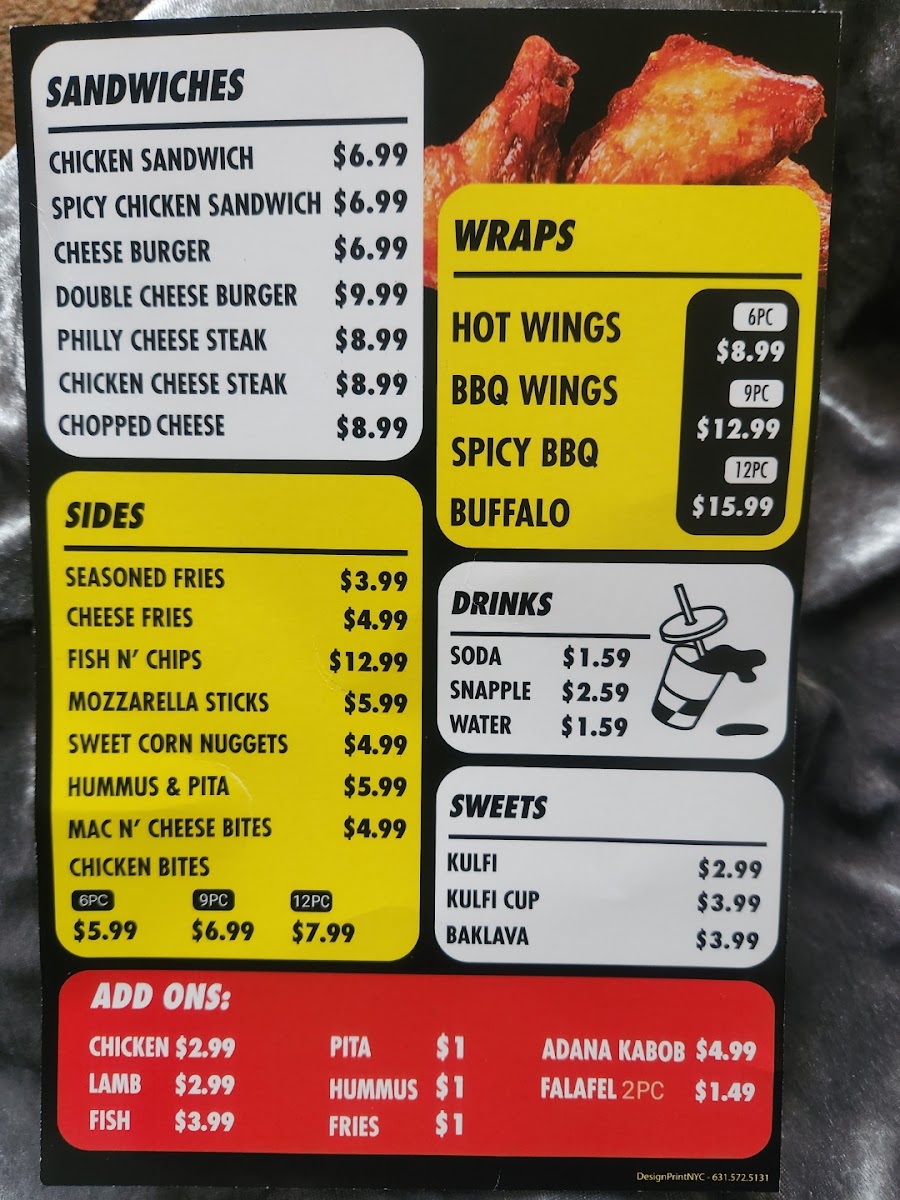 SANDWICHES
CHICKEN SANDWICH $6.99
SPICY CHICKEN SANDWICH $6.99
CHEESE BURGER $6.99
DOUBLE CHEESE BURGER $9.99
PHILLY CHEESE STEAK $8.99
CHICKEN CHEESE STEAK $8.99
CHOPPED CHEESE $8.99
WRAPS
HOT WINGS
BBQ WINGS
SPICY BBQ
BUFFALO
6PC
$8.99
9PC
$12.99
12PC
$15.99
SIDES
SEASONED FRIES $3.99
CHEESE FRIES $4.99
FISH N' CHIPS $12.99
MOZZARELLA STICKS $5.99
SWEET CORN NUGGETS $4.99
HUMMUS & PITA $5.99
MAC N' CHEESE BITES $4.99
CHICKEN BITES
6PC 9PC 12PC
$5.99 $6.99 $7.99
DRINKS
SODA $1.59
SNAPPLE $2.59
WATER $1.59
SWEETS
KULFI $2.99
KULFI CUP $3.99
BAKLAVA $3.99
ADD ONS:
CHICKEN $2.99 PITA $1 ADANA KABOB $4.99
LAMB $2.99 HUMMUS $1 FALAFEL 2PC $1.49
FISH $3.99 FRIES $1
DesignPrintNYC - 631.572.5131